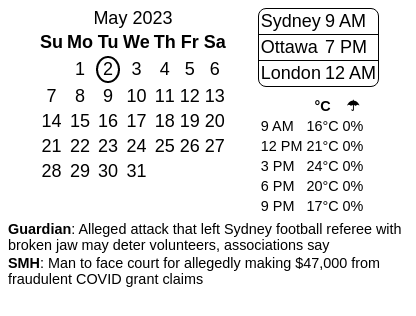 May 2023
Su Mo Tu We Th Fr Sa
1 2 3 4 5 6
7 8 9 10 11 12 13
14 15 16 17 18 19 20
21 22 23 24 25 26 27
28 29 30 31
Sydney 9 AM
Ottawa 7 PM
London 12 AM
°C ☂
9 AM 16°C 0%
12 PM 21°C 0%
3 PM 24°C 0%
6 PM 20°C 0%
9 PM 17°C 0%
Guardian: Alleged attack that left Sydney football referee with
broken jaw may deter volunteers, associations say
SMH: Man to face court for allegedly making $47,000 from
fraudulent COVID grant claims